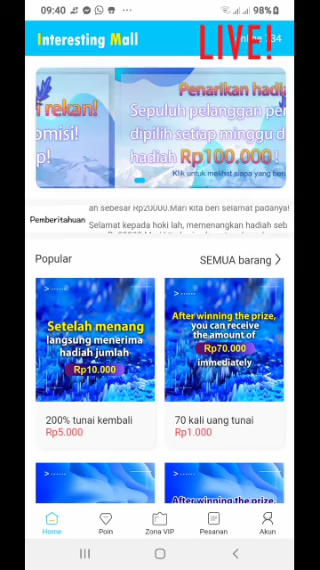 09:40
98%
Interesting Mall
LIVE!
Penarikan hadia
rekan!
Sepuluh pelanggan per
omisi!
dipilih setiap minggu d
p!
hadiah Rp100.000!
Klik untuk melihat siapa yang
ah sebesar Rp20000.Mari kita beri selamat padanya!
Pemberitahuan
Selamat kepada hoki lah, memenangkan hadiah seb
Popular
SEMUA barang >
Setelah menang
langsung menerima
hadiah jumlah
Rp10.000
After winning the prize,
you can receive
the amount of
Rp70.000
immediately
200% tunai kembali
Rp5.000
70 kali uang tunai
Rp1.000
After winning the prize,
Home
Poin
Zona VIP
Pesanan
Akun